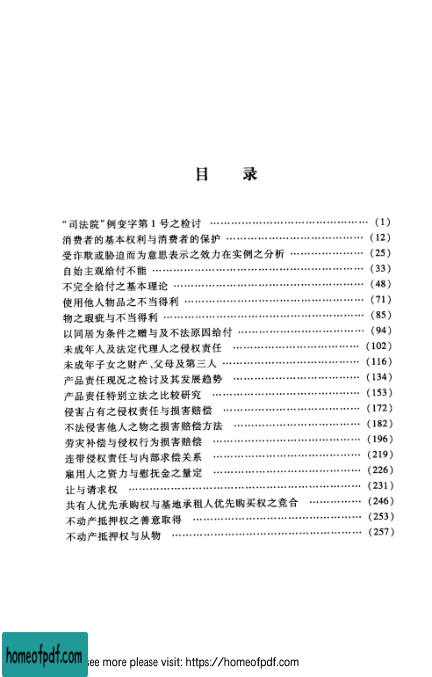 目 录
“司法院”例变字第 1 号之检讨 ……………………………………… (1)
消费者的基本权利与消费者的保护 ……………………………… (12)
受诈欺或胁迫而为意思表示之效力在实例之分析 ……………… (25)
自始主观给付不能 ………………………………………………… (33)
不完全给付之基本理论 …………………………………………… (48)
使用他人物品之不当得利 ………………………………………… (71)
物之瑕疵与不当得利 ……………………………………………… (85)
以同居为条件之赠与及不法原因给付 …………………………… (94)
未成年人及法定代理人之侵权责任 ……………………………… (102)
未成年子女之财产、父母及第三人 ……………………………… (116)
产品责任现况之检讨及其发展趋势 ……………………………… (134)
产品责任特别立法之比较研究 …………………………………… (153)
侵害占有之侵权责任与损害赔偿 ………………………………… (172)
不法侵害他人之物之损害赔偿方法 ……………………………… (182)
劳灾补偿与侵权行为损害赔偿 …………………………………… (196)
连带侵权责任与内部求偿关系 …………………………………… (219)
雇用人之资力与慰抚金之量定 …………………………………… (226)
让与请求权 ………………………………………………………… (231)
共有人优先承购权与基地承租人优先购买权之竞合 …………… (246)
不动产抵押权之善意取得 ………………………………………… (253)
不动产抵押权与从物 ……………………………………………… (257)
homeofpdf.com
see more please visit: https://homeofpdf.com